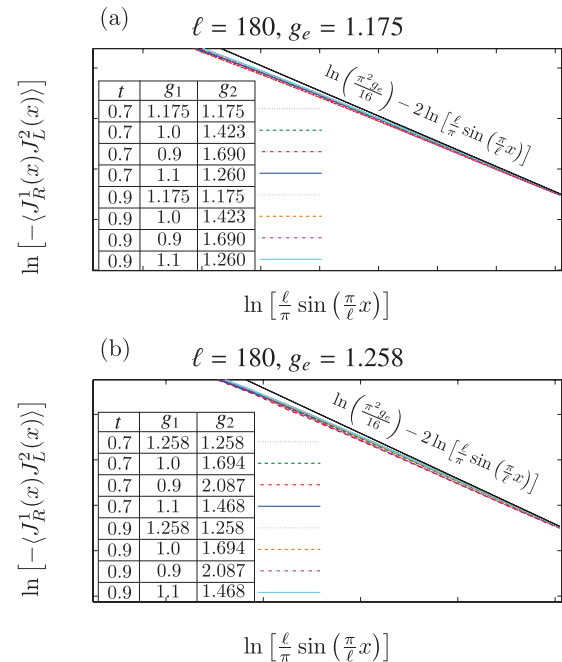 (a)
ℓ = 180, g_e = 1.175
ln(π²g_e/16) − 2 ln[ℓ/π sin(π/ℓ x)]
t g₁ g₂
0.7 1.175 1.175
0.7 1.0 1.423
0.7 0.9 1.690
0.7 1.1 1.260
0.9 1.175 1.175
0.9 1.0 1.423
0.9 0.9 1.690
0.9 1.1 1.260
ln[−⟨J_R^1(x)J_L^2(x)⟩]
ln[ℓ/π sin(π/ℓ x)]
(b)
ℓ = 180, g_e = 1.258
ln(π²g_e/16) − 2 ln[ℓ/π sin(π/ℓ x)]
t g₁ g₂
0.7 1.258 1.258
0.7 1.0 1.694
0.7 0.9 2.087
0.7 1.1 1.468
0.9 1.258 1.258
0.9 1.0 1.694
0.9 0.9 2.087
0.9 1.1 1.468
ln[−⟨J_R^1(x)J_L^2(x)⟩]
ln[ℓ/π sin(π/ℓ x)]